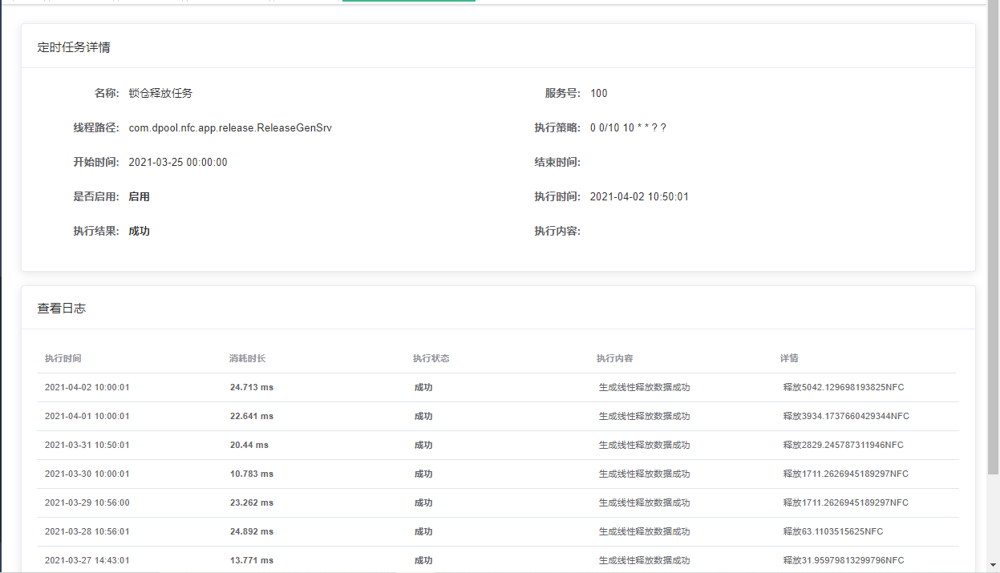 定时任务详情
名称: 锁仓释放任务 服务号: 100
线程路径: com.dpool.nfc.app.release.ReleaseGenSrv 执行策略: 0 0/10 10 * * ? ?
开始时间: 2021-03-25 00:00:00 结束时间:
是否启用: 启用 执行时间: 2021-04-02 10:50:01
执行结果: 成功 执行内容:
查看日志
执行时间 消耗时长 执行状态 执行内容 详情
2021-04-02 10:00:01 24.713 ms 成功 生成线性释放数据成功 释放5042.129698193825NFC
2021-04-01 10:00:01 22.641 ms 成功 生成线性释放数据成功 释放3934.1737660429344NFC
2021-03-31 10:50:01 20.44 ms 成功 生成线性释放数据成功 释放2829.245787311946NFC
2021-03-30 10:00:01 10.783 ms 成功 生成线性释放数据成功 释放1711.2626945189297NFC
2021-03-29 10:56:00 23.262 ms 成功 生成线性释放数据成功 释放1711.2626945189297NFC
2021-03-28 10:56:01 24.892 ms 成功 生成线性释放数据成功 释放63.1103515625NFC
2021-03-27 14:43:01 13.771 ms 成功 生成线性释放数据成功 释放31.95979813299796NFC